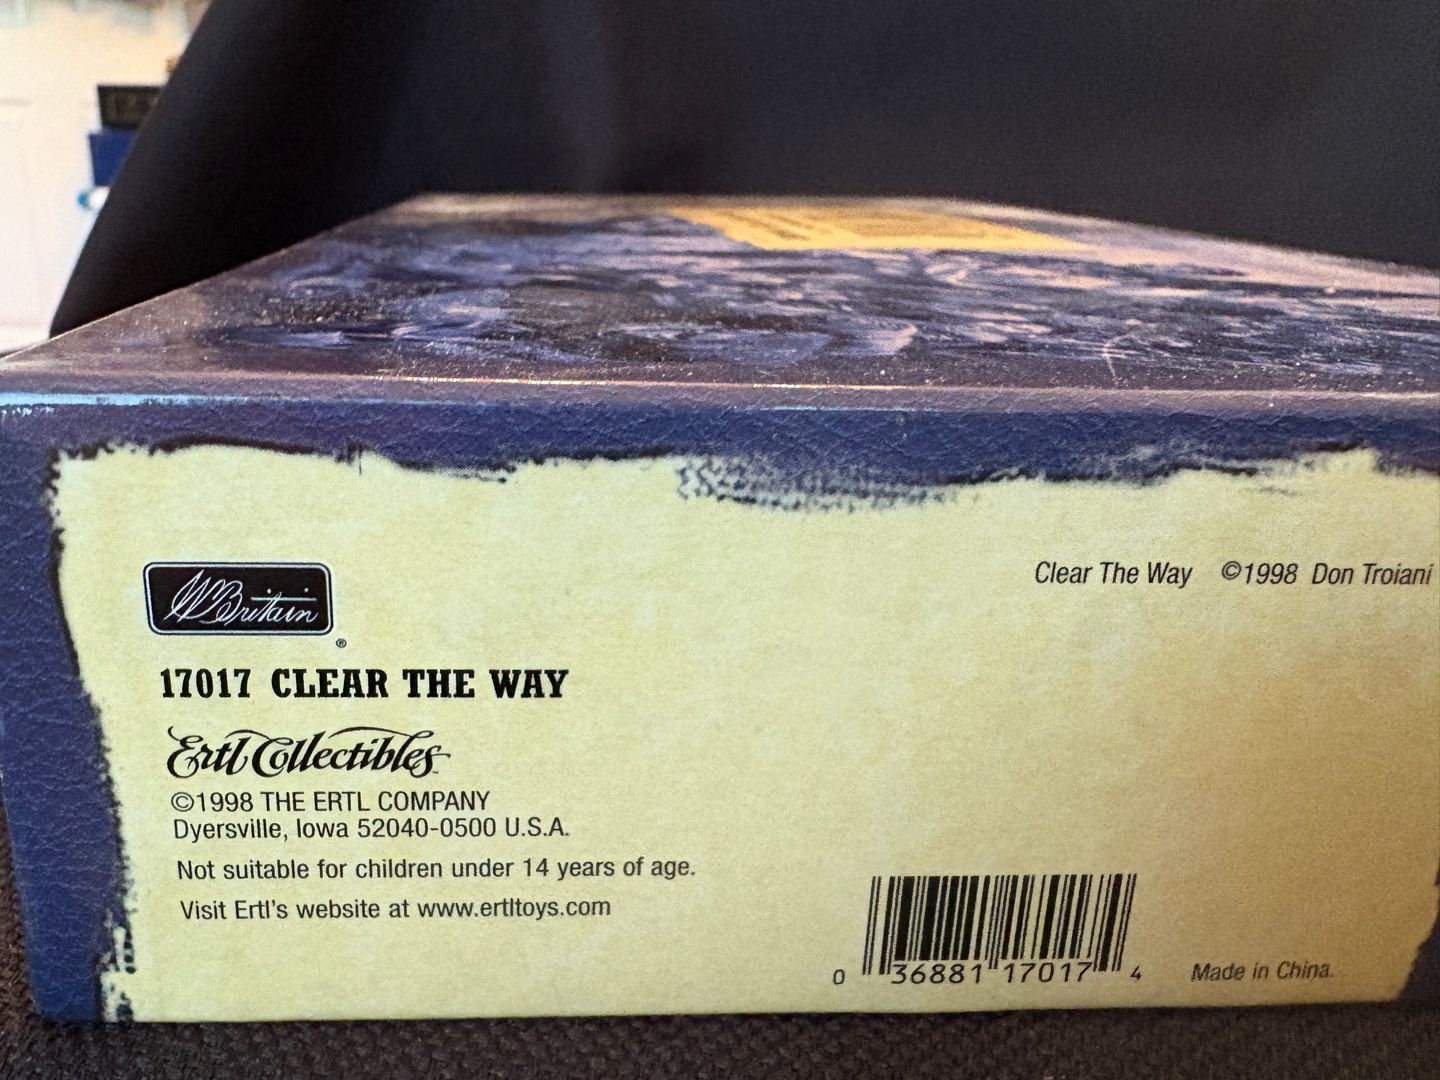 WBritain
®
Clear The Way ©1998 Don Troiani
17017 CLEAR THE WAY
Ertl Collectibles™
©1998 THE ERTL COMPANY
Dyersville, Iowa 52040-0500 U.S.A.
Not suitable for children under 14 years of age.
Visit Ertl's website at www.ertltoys.com
0 36881 17017 4
Made in China.